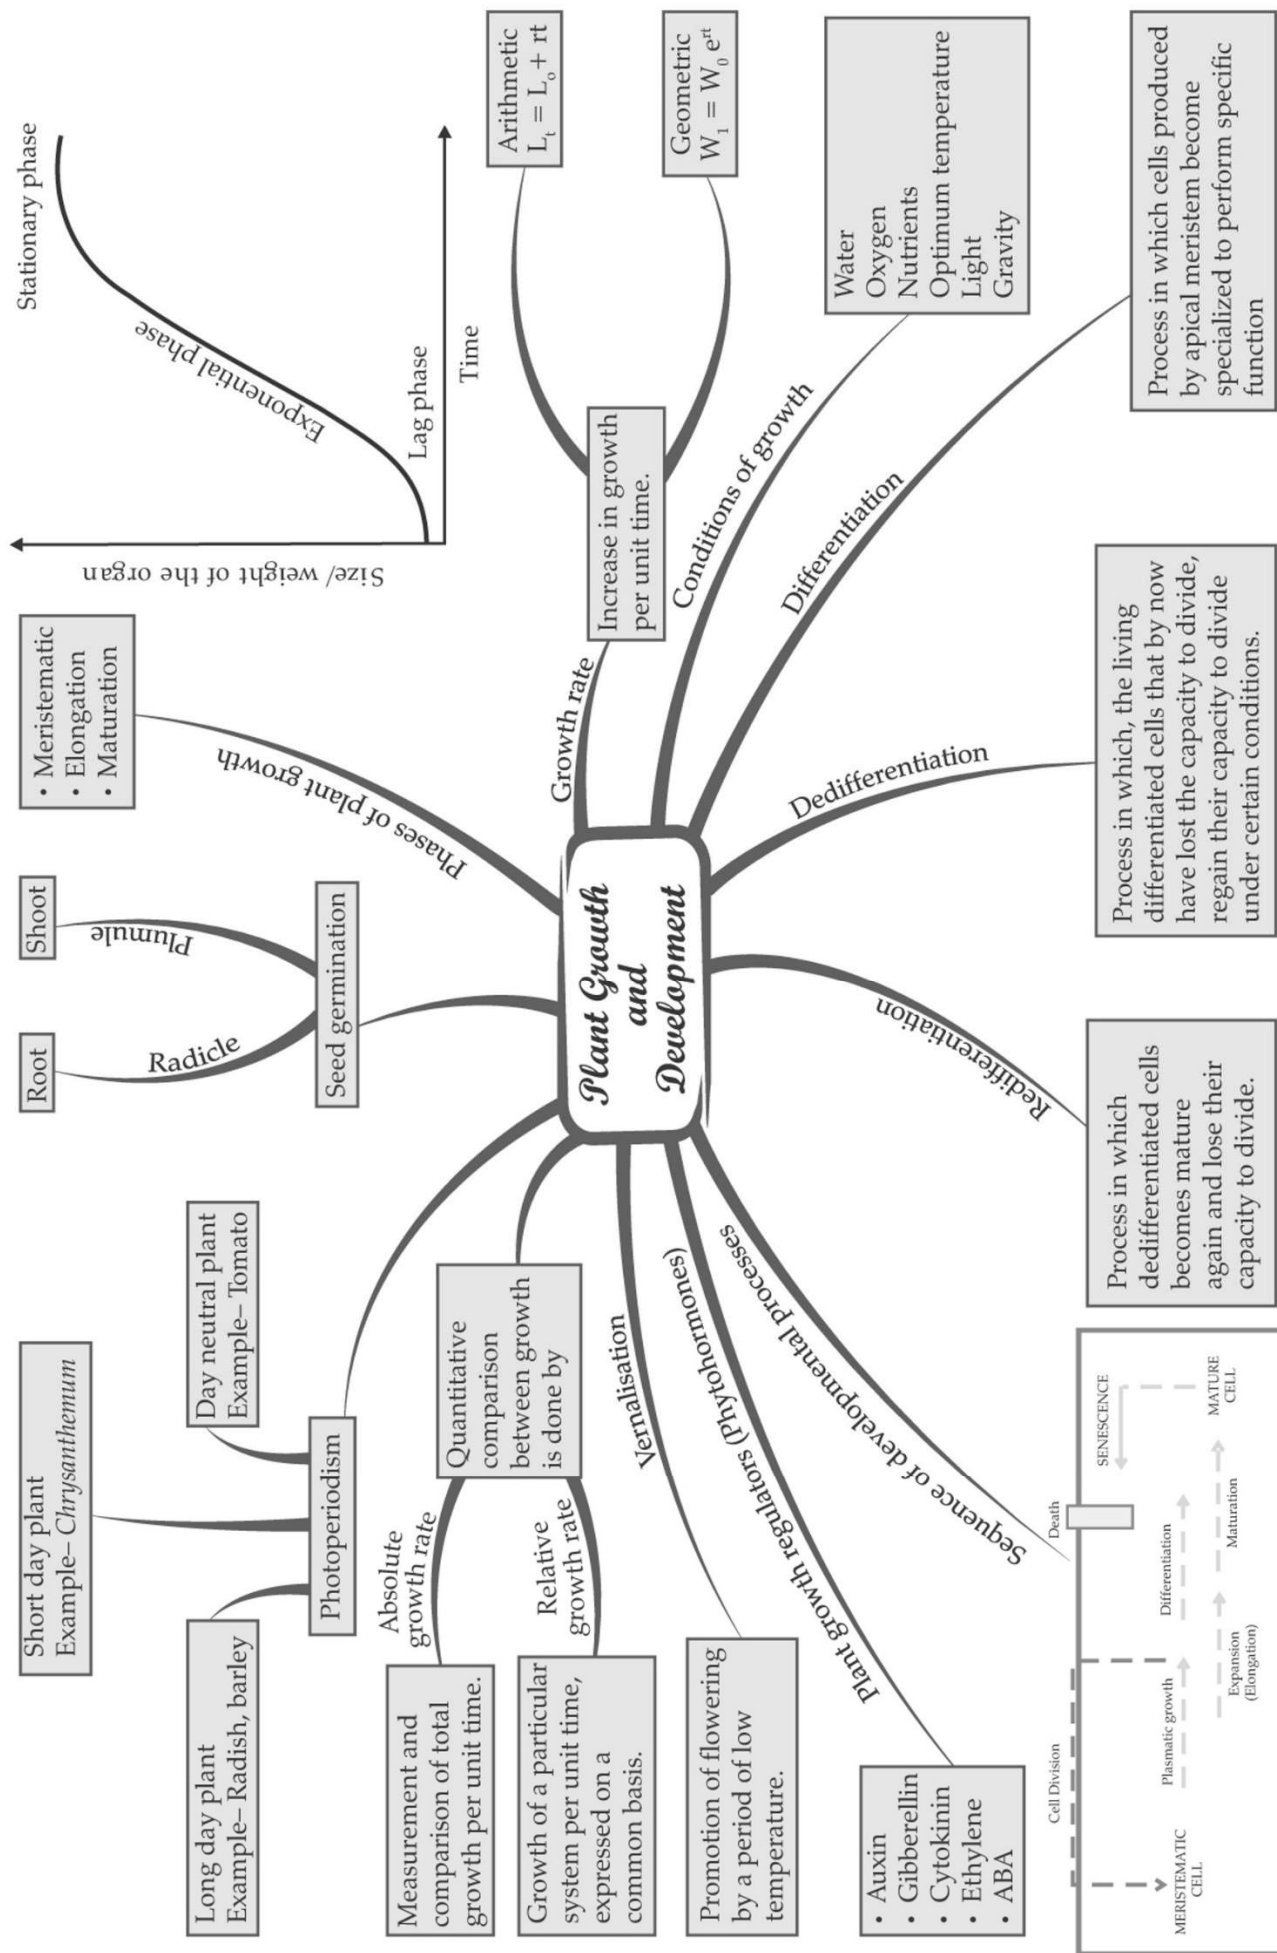 Plant Growth
and
Development
Seed germination
Radicle
Root
Plumule
Shoot
Phases of plant growth
• Meristematic
• Elongation
• Maturation
Size/ weight of the organ
Stationary phase
Exponential phase
Lag phase
Time
Growth rate
Increase in growth
per unit time.
Arithmetic
Lₜ = Lₒ + rt
Geometric
W₁ = W₀ eʳᵗ
Conditions of growth
Water
Oxygen
Nutrients
Optimum temperature
Light
Gravity
Differentiation
Process in which cells produced
by apical meristem become
specialized to perform specific
function
Dedifferentiation
Process in which, the living
differentiated cells that by now
have lost the capacity to divide,
regain their capacity to divide
under certain conditions.
Redifferentiation
Process in which
dedifferentiated cells
becomes mature
again and lose their
capacity to divide.
Sequence of developmental processes
Cell Division
Death
SENESCENCE
MERISTEMATIC
CELL
Plasmatic growth
Differentiation
Expansion
(Elongation)
Maturation
MATURE
CELL
Plant growth regulators (Phytohormones)
• Auxin
• Gibberellin
• Cytokinin
• Ethylene
• ABA
Vernalisation
Promotion of flowering
by a period of low
temperature.
Quantitative
comparison
between growth
is done by
Absolute
growth rate
Measurement and
comparison of total
growth per unit time.
Relative
growth rate
Growth of a particular
system per unit time,
expressed on a
common basis.
Photoperiodism
Long day plant
Example– Radish, barley
Short day plant
Example– Chrysanthemum
Day neutral plant
Example– Tomato